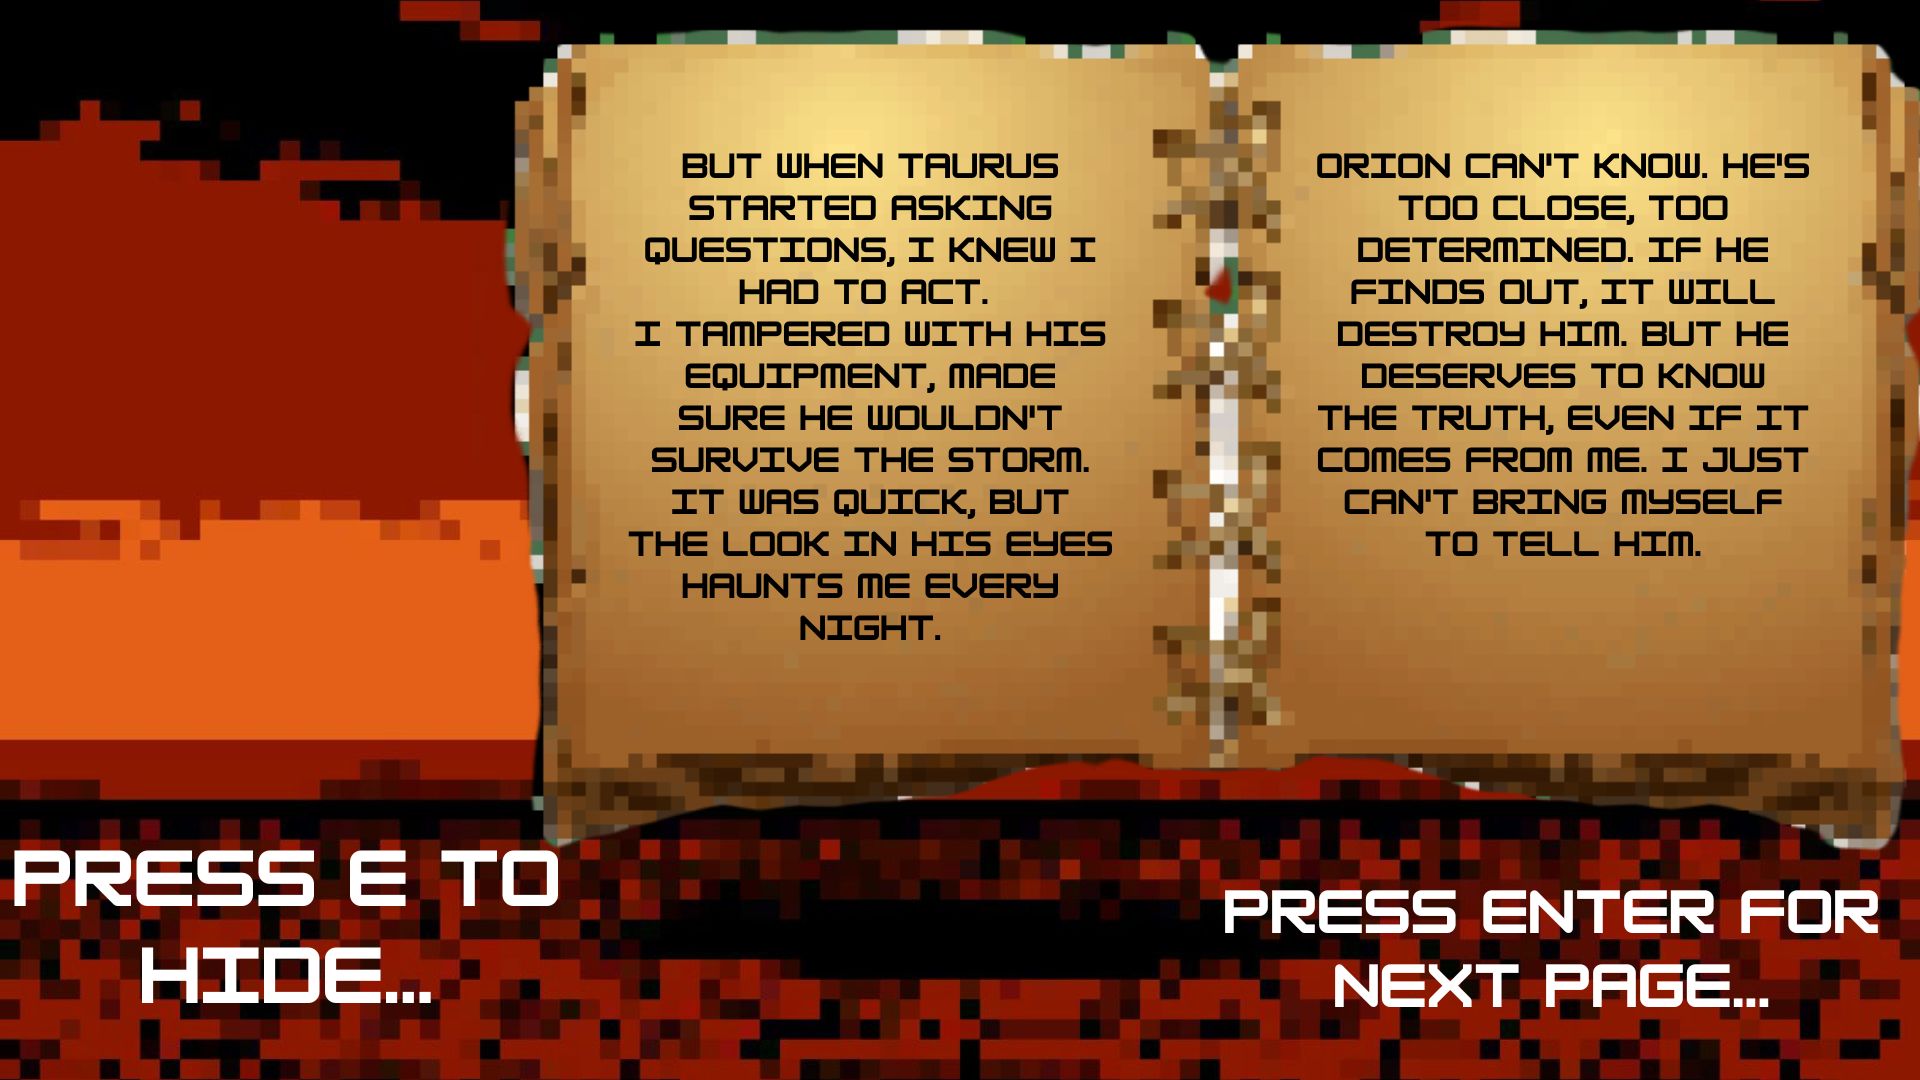 BUT WHEN TAURUS
STARTED ASKING
QUESTIONS, I KNEW I
HAD TO ACT.
I TAMPERED WITH HIS
EQUIPMENT, MADE
SURE HE WOULDN'T
SURVIVE THE STORM.
IT WAS QUICK, BUT
THE LOOK IN HIS EYES
HAUNTS ME EVERY
NIGHT.
ORION CAN'T KNOW. HE'S
TOO CLOSE, TOO
DETERMINED. IF HE
FINDS OUT, IT WILL
DESTROY HIM. BUT HE
DESERVES TO KNOW
THE TRUTH, EVEN IF IT
COMES FROM ME. I JUST
CAN'T BRING MYSELF
TO TELL HIM.
PRESS E TO
HIDE...
PRESS ENTER FOR
NEXT PAGE...